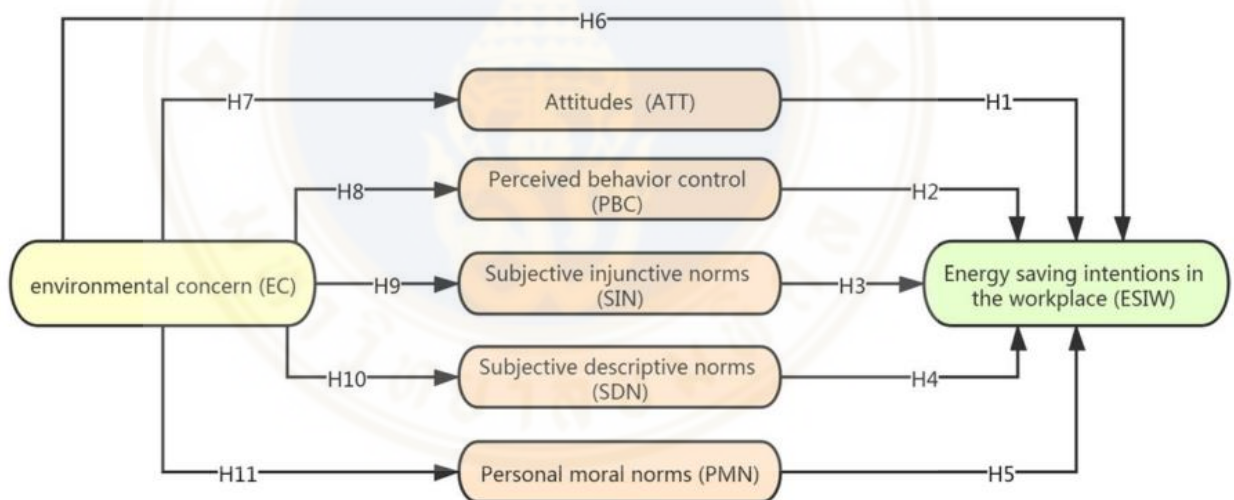 H6
H7
Attitudes (ATT)
H1
H8
Perceived behavior control
(PBC)
H2
environmental concern (EC)
H9
Subjective injunctive norms
(SIN)
H3
Energy saving intentions in
the workplace (ESIW)
H10
Subjective descriptive norms
(SDN)
H4
H11
Personal moral norms (PMN)
H5